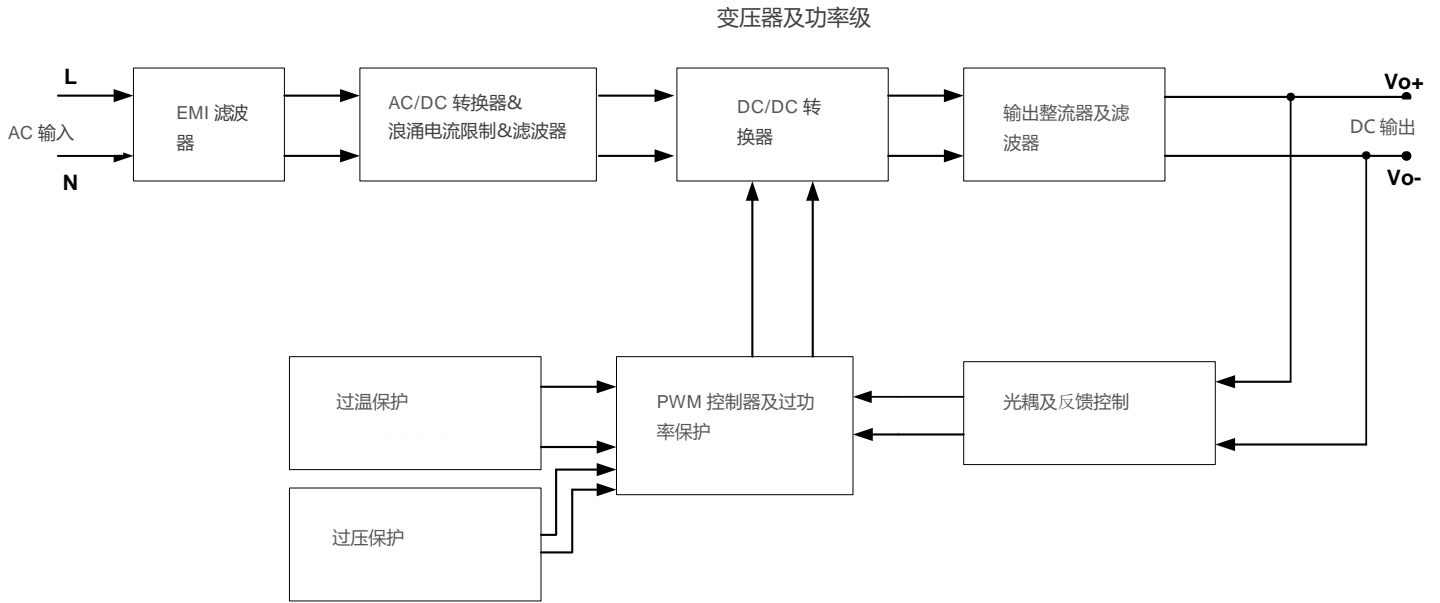 变压器及功率级
L
AC 输入
N
EMI 滤波
器
AC/DC 转换器&
浪涌电流限制&滤波器
DC/DC 转
换器
输出整流器及滤
波器
Vo+
DC 输出
Vo-
过温保护
PWM 控制器及过功
率保护
光耦及反馈控制
过压保护